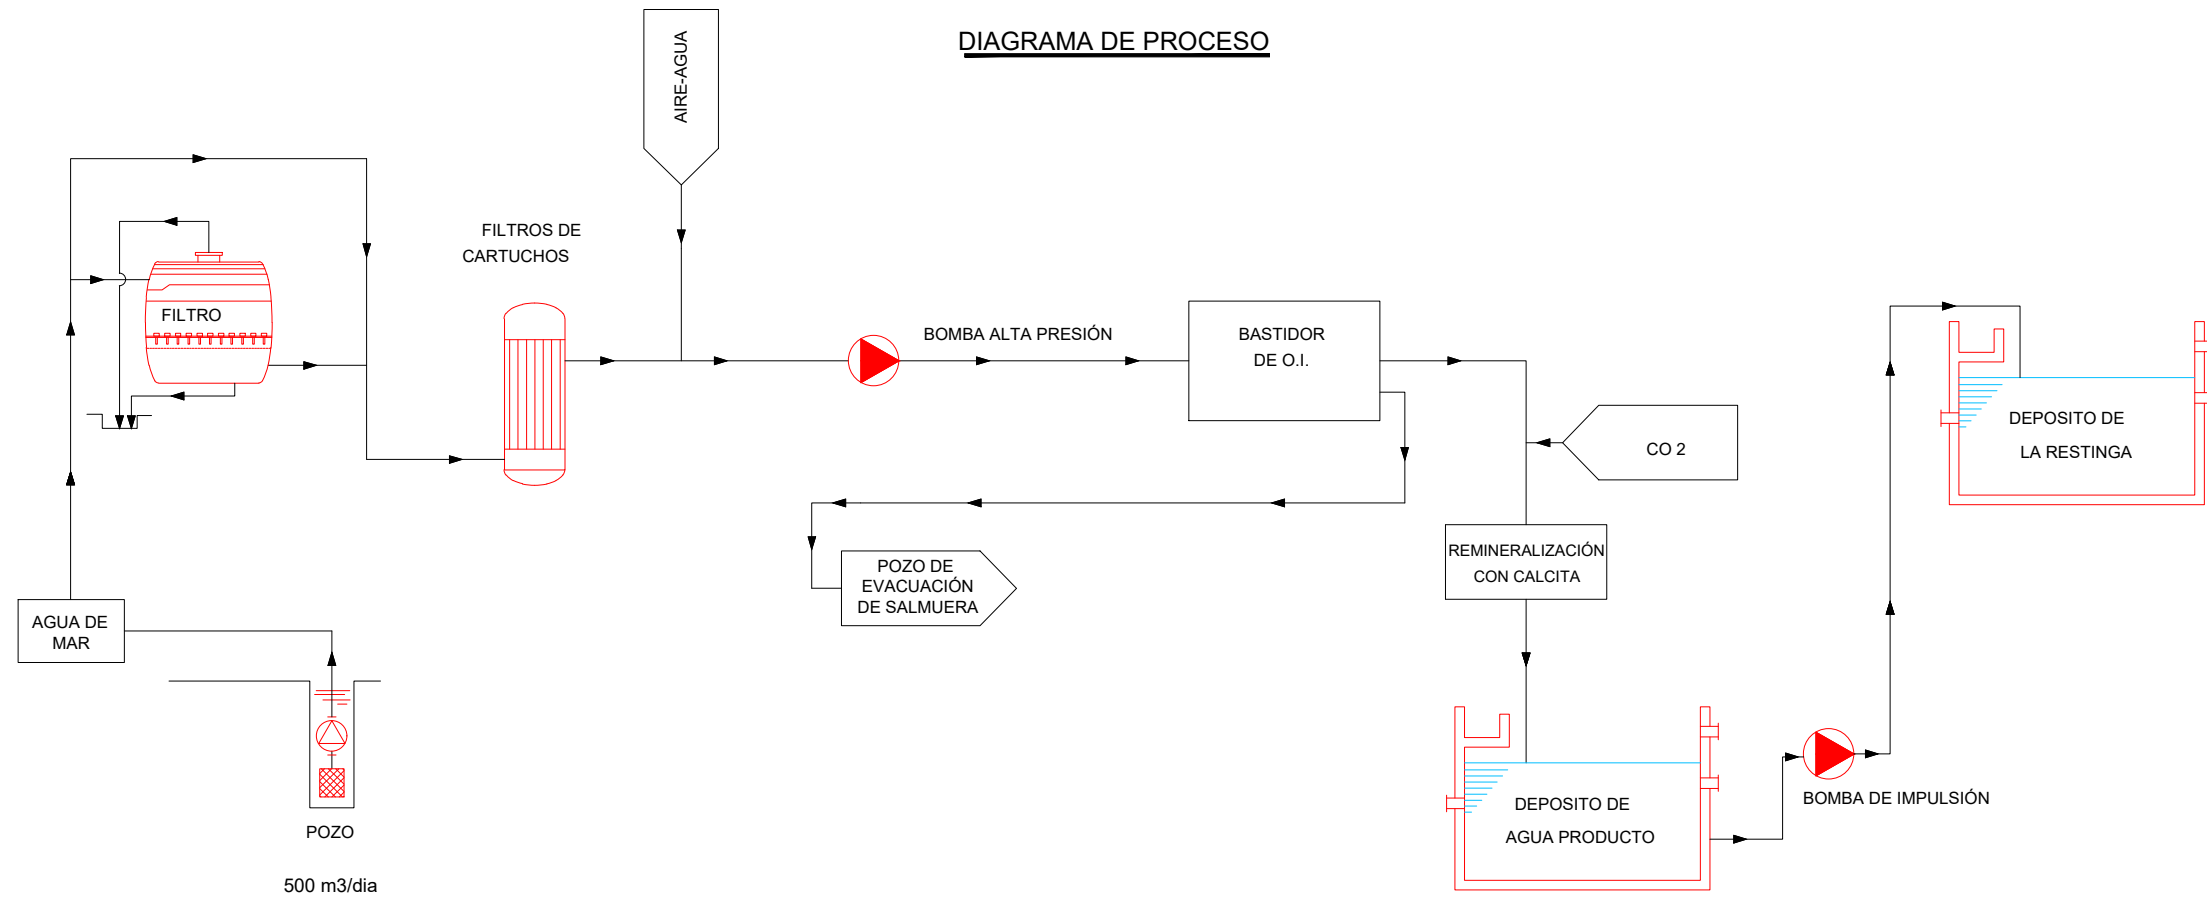 DIAGRAMA DE PROCESO
AIRE-AGUA
FILTROS DE
CARTUCHOS
FILTRO
BOMBA ALTA PRESIÓN
BASTIDOR
DE O.I.
CO 2
DEPOSITO DE
LA RESTINGA
REMINERALIZACIÓN
CON CALCITA
POZO DE
EVACUACIÓN
DE SALMUERA
AGUA DE
MAR
POZO
500 m3/dia
DEPOSITO DE
AGUA PRODUCTO
BOMBA DE IMPULSIÓN